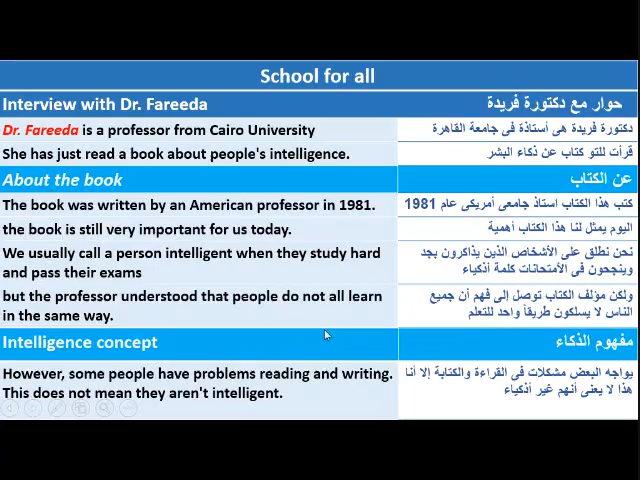 School for all
Interview with Dr. Fareeda
حوار مع دكتورة فريدة
Dr. Fareeda is a professor from Cairo University
دكتورة فريدة هى أستاذة فى جامعة القاهرة
She has just read a book about people's intelligence.
قرأت للتو كتاب عن ذكاء البشر
About the book
عن الكتاب
The book was written by an American professor in 1981.
كتب هذا الكتاب استاذ جامعى أمريكى عام 1981
the book is still very important for us today.
اليوم يمثل لنا هذا الكتاب أهمية
We usually call a person intelligent when they study hard
and pass their exams
نحن نطلق على الأشخاص الذين يذاكرون بجد
وينجحون فى الأمتحانات كلمة أذكياء
but the professor understood that people do not all learn
in the same way.
ولكن مؤلف الكتاب توصل إلى فهم أن جميع
الناس لا يسلكون طريقاً واحد للتعلم
Intelligence concept
مفهوم الذكاء
However, some people have problems reading and writing.
This does not mean they aren't intelligent.
يواجه البعض مشكلات فى القراءة والكتابة إلا أنا
هذا لا يعنى أنهم غير أذكياء